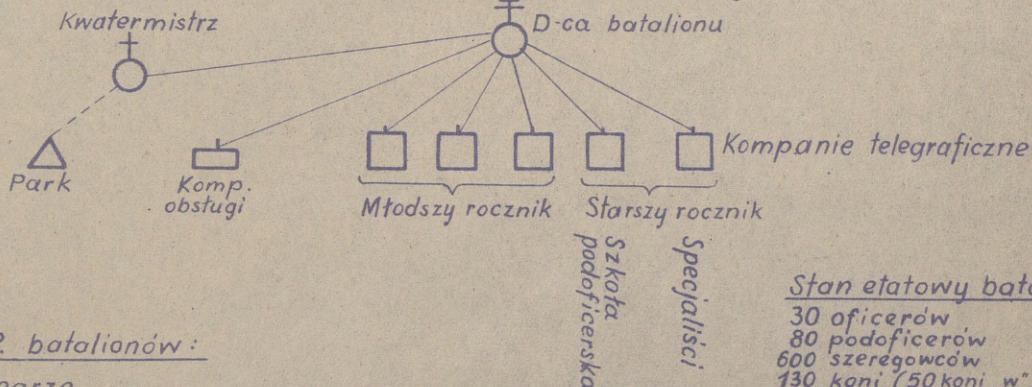 Kwatermistrz
D-ca batalionu
Kompanie telegraficzne
Park
Komp.
obsługi
Młodszy rocznik
Starszy rocznik
Szkoła
podoficerska
Specjaliści
Stan etatowy
30 oficerów
80 podoficerów
600 szeregowców
130 koni (50 koni w
batalionów: